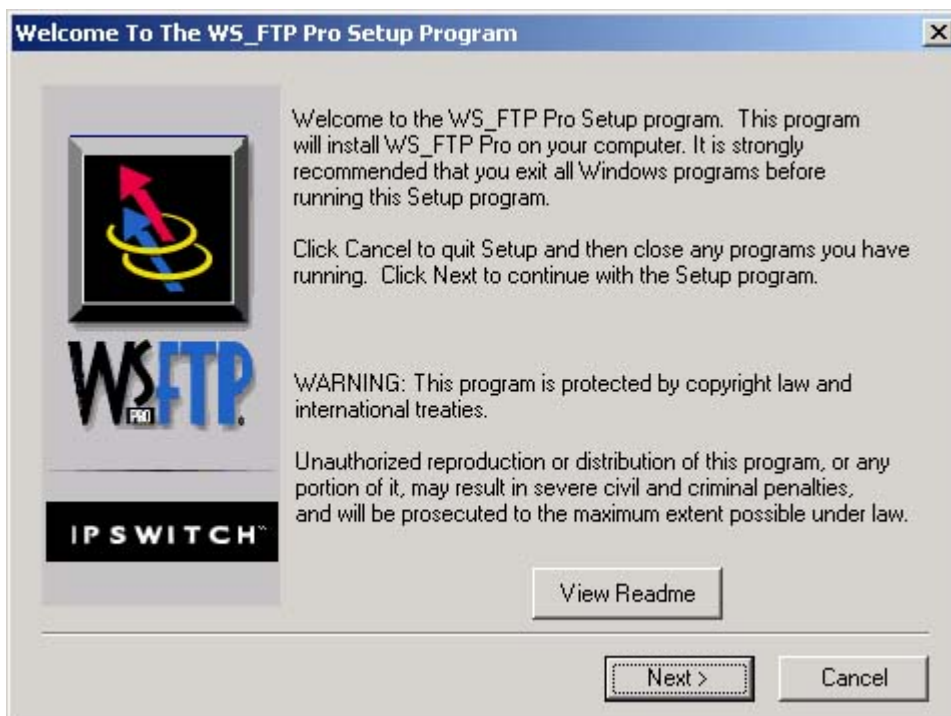 Welcome To The WS_FTP Pro Setup Program
Welcome to the WS_FTP Pro Setup program.  This program
will install WS_FTP Pro on your computer. It is strongly
recommended that you exit all Windows programs before
running this Setup program.
Click Cancel to quit Setup and then close any programs you have
running.  Click Next to continue with the Setup program.
WS FTP
PRO
WARNING: This program is protected by copyright law and
international treaties.
Unauthorized reproduction or distribution of this program, or any
portion of it, may result in severe civil and criminal penalties,
and will be prosecuted to the maximum extent possible under law.
IPSWITCH™
View Readme
Next >
Cancel